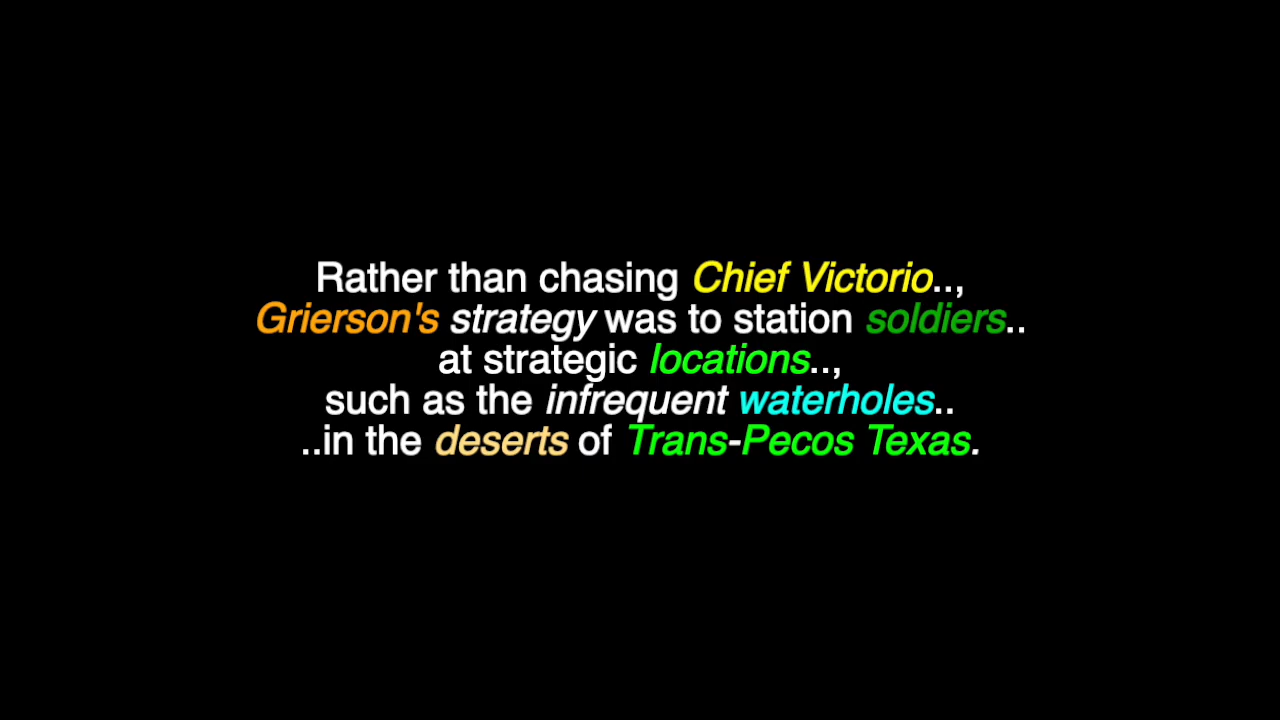 Rather than chasing Chief Victorio..,
Grierson's strategy was to station soldiers..
at strategic locations..,
such as the infrequent waterholes..
..in the deserts of Trans-Pecos Texas.